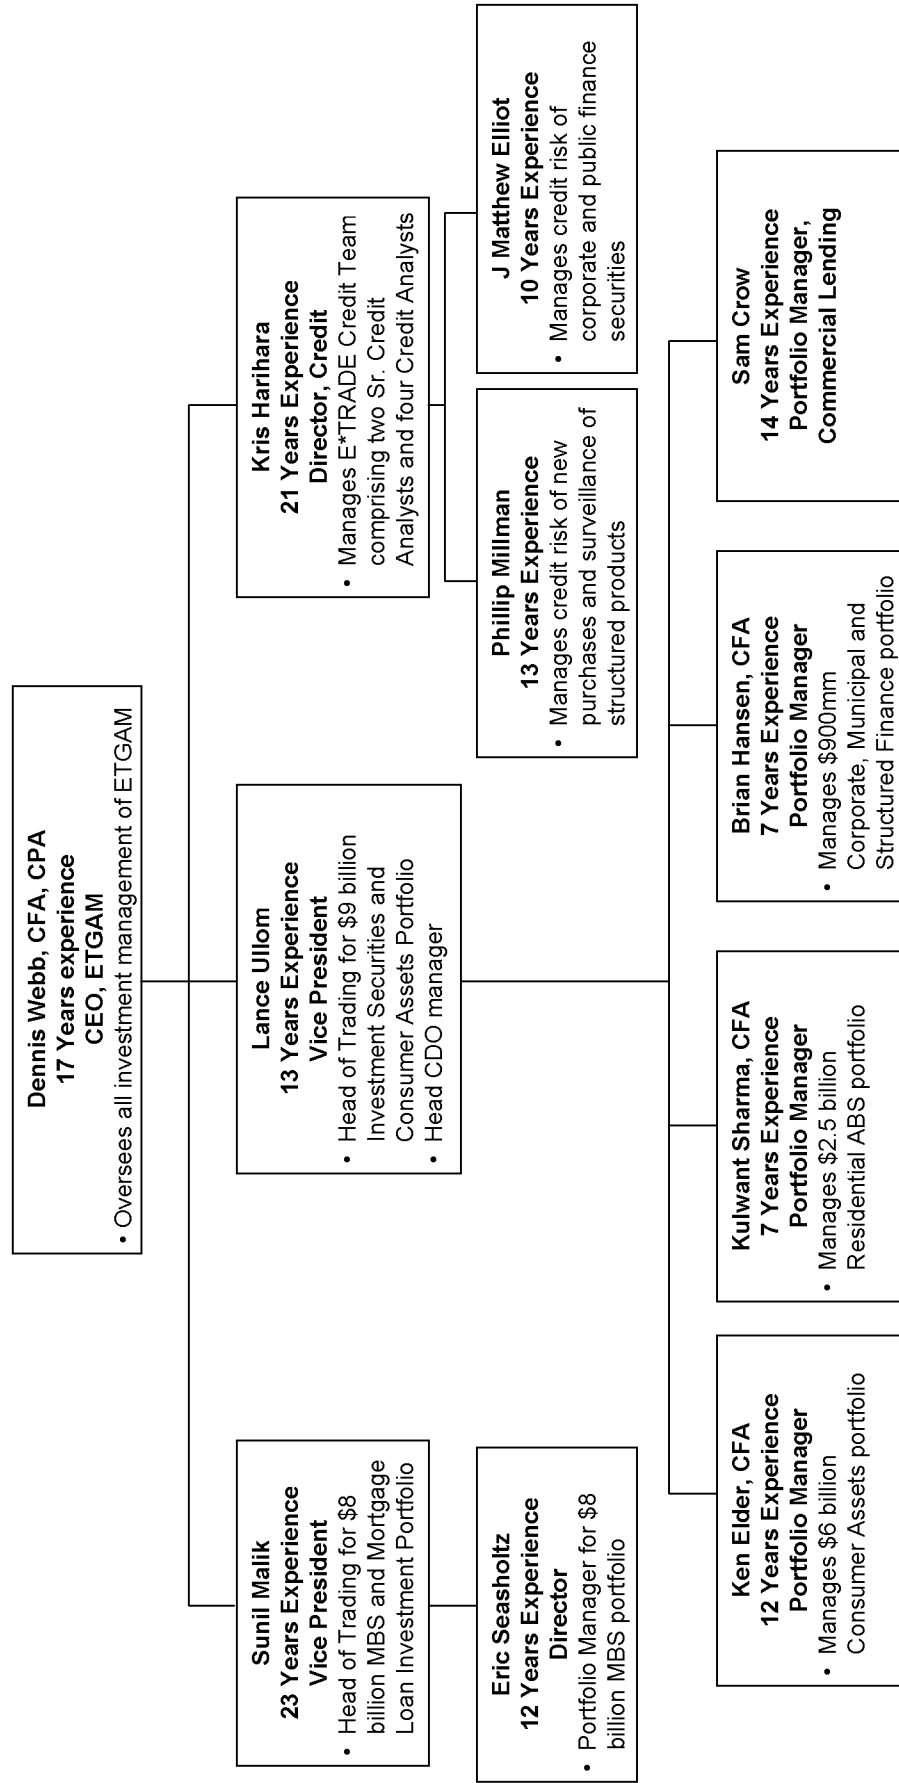 Dennis Webb, CFA, CPA
17 Years experience
CEO, ETGAM
• Oversees all investment management of ETGAM
Sunil Malik
23 Years Experience
Vice President
• Head of Trading for $8
billion MBS and Mortgage
Loan Investment Portfolio
Lance Ullom
13 Years Experience
Vice President
• Head of Trading for $9 billion
Investment Securities and
Consumer Assets Portfolio
• Head CDO manager
Kris Harihara
21 Years Experience
Director, Credit
• Manages E*TRADE Credit Team
comprising two Sr. Credit
Analysts and four Credit Analysts
Eric Seasholtz
12 Years Experience
Director
• Portfolio Manager for $8
billion MBS portfolio
Phillip Millman
13 Years Experience
• Manages credit risk of new
purchases and surveillance of
structured products
J Matthew Elliot
10 Years Experience
• Manages credit risk of
corporate and public finance
securities
Ken Elder, CFA
12 Years Experience
Portfolio Manager
• Manages $6 billion
Consumer Assets portfolio
Kulwant Sharma, CFA
7 Years Experience
Portfolio Manager
• Manages $2.5 billion
Residential ABS portfolio
Brian Hansen, CFA
7 Years Experience
Portfolio Manager
• Manages $900mm
Corporate, Municipal and
Structured Finance portfolio
Sam Crow
14 Years Experience
Portfolio Manager,
Commercial Lending